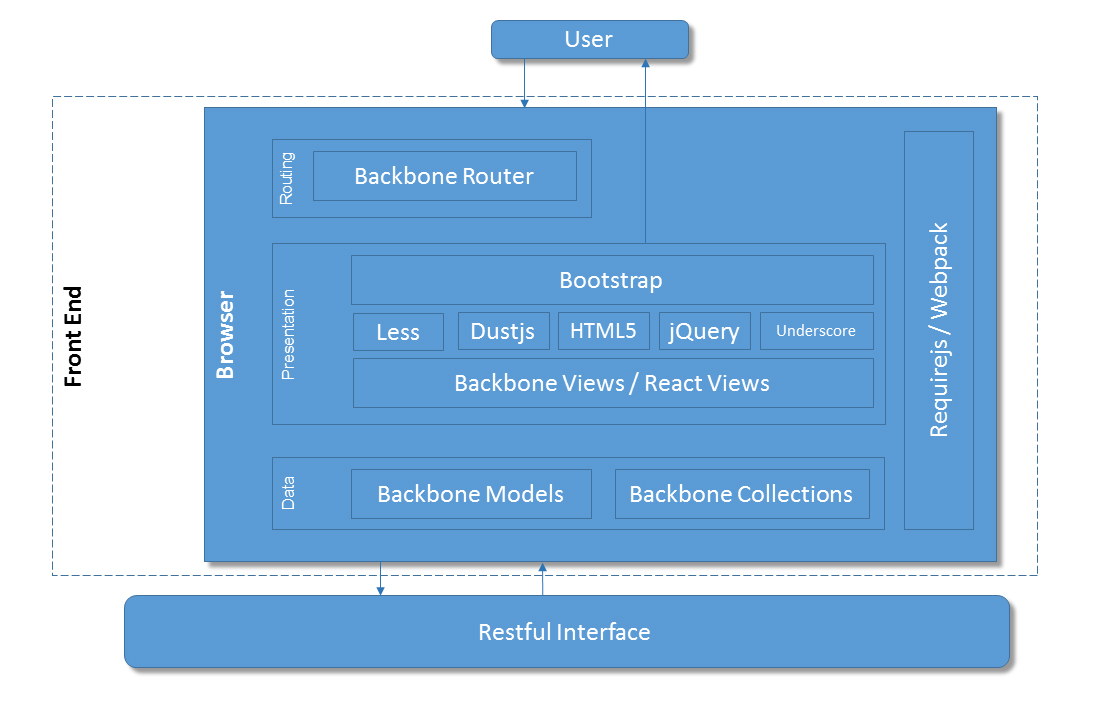 User
Front End
Browser
Routing
Backbone Router
Presentation
Bootstrap
Less
Dustjs
HTML5
jQuery
Underscore
Backbone Views / React Views
Data
Backbone Models
Backbone Collections
Requirejs / Webpack
Restful Interface